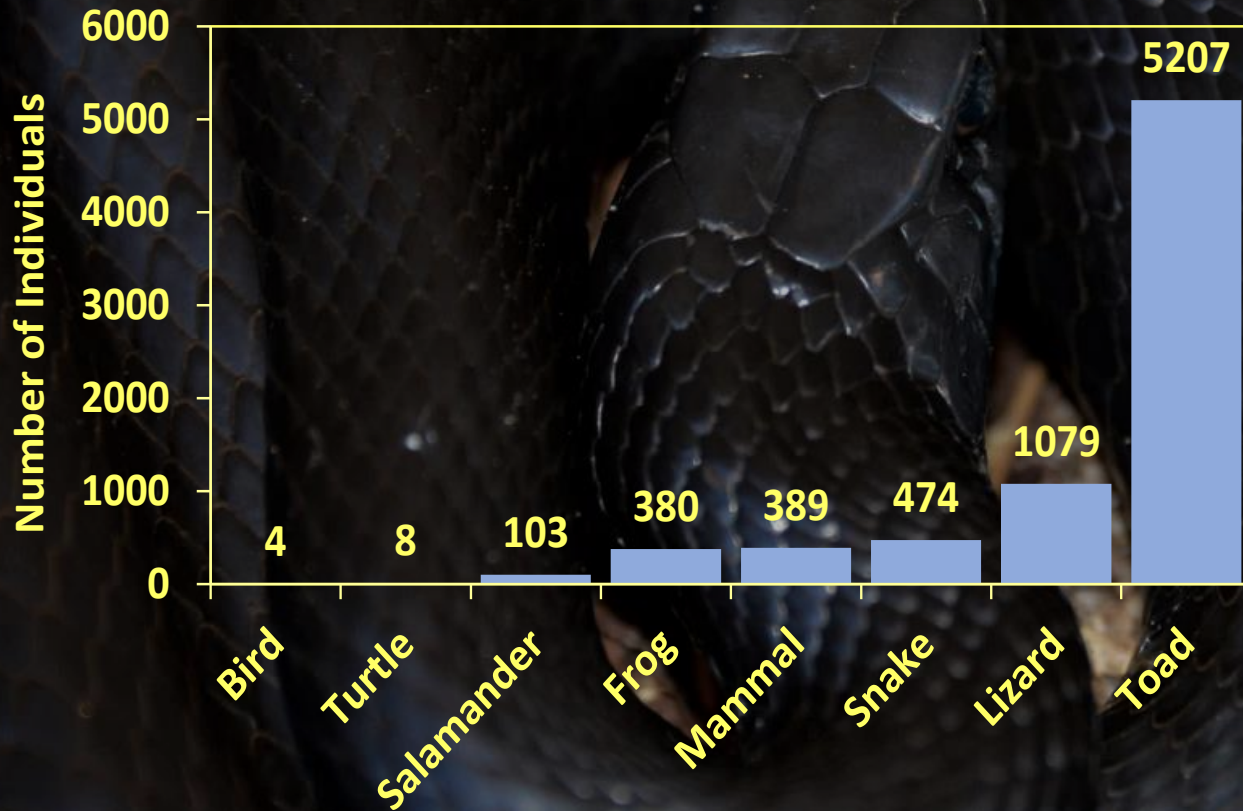 Number of Individuals
6000
5000
4000
3000
2000
1000
0
4
8
103
380
389
474
1079
5207
Bird
Turtle
Salamander
Frog
Mammal
Snake
Lizard
Toad